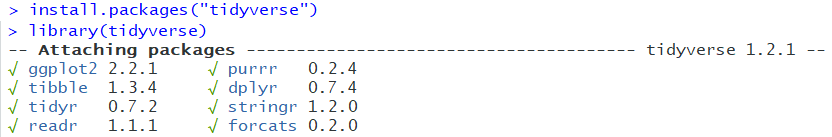 > install.packages("tidyverse")
> library(tidyverse)
-- Attaching packages --------------------------------------- tidyverse 1.2.1 --
√ ggplot2 2.2.1     √ purrr   0.2.4
√ tibble  1.3.4     √ dplyr   0.7.4
√ tidyr   0.7.2     √ stringr 1.2.0
√ readr   1.1.1     √ forcats 0.2.0